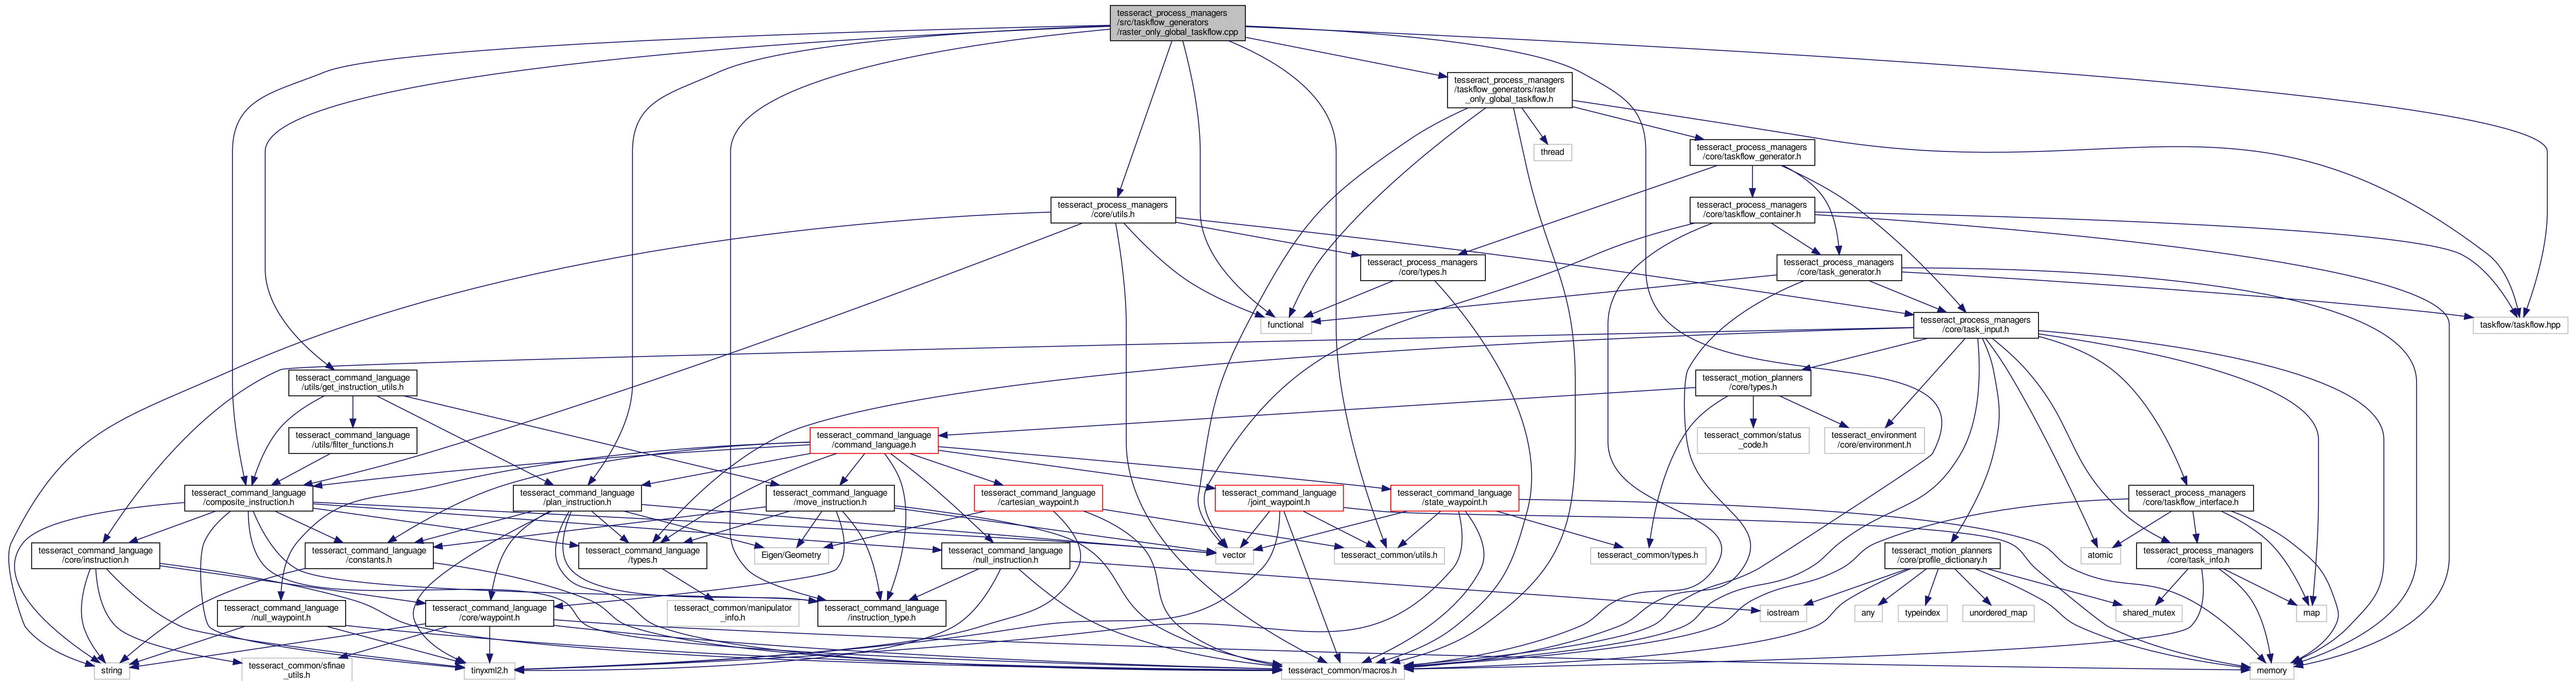 tesseract_process_managers
/src/taskflow_generators
/raster_only_global_taskflow.cpp
tesseract_process_managers
/taskflow_generators/raster
_only_global_taskflow.h
thread
tesseract_process_managers
/core/taskflow_generator.h
tesseract_process_managers
/core/utils.h
tesseract_process_managers
/core/taskflow_container.h
tesseract_process_managers
/core/types.h
tesseract_process_managers
/core/task_generator.h
functional
tesseract_process_managers
/core/task_input.h
taskflow/taskflow.hpp
tesseract_command_language
/utils/get_instruction_utils.h
tesseract_motion_planners
/core/types.h
tesseract_command_language
/utils/filter_functions.h
tesseract_command_language
/command_language.h
tesseract_common/status
_code.h
tesseract_environment
/core/environment.h
tesseract_command_language
/composite_instruction.h
tesseract_command_language
/plan_instruction.h
tesseract_command_language
/move_instruction.h
tesseract_command_language
/cartesian_waypoint.h
tesseract_command_language
/joint_waypoint.h
tesseract_command_language
/state_waypoint.h
tesseract_process_managers
/core/taskflow_interface.h
tesseract_command_language
/core/instruction.h
tesseract_command_language
/constants.h
tesseract_command_language
/types.h
Eigen/Geometry
tesseract_command_language
/null_instruction.h
vector
tesseract_common/utils.h
tesseract_common/types.h
tesseract_motion_planners
/core/profile_dictionary.h
atomic
tesseract_process_managers
/core/task_info.h
tesseract_command_language
/null_waypoint.h
tesseract_command_language
/core/waypoint.h
tesseract_common/manipulator
_info.h
tesseract_command_language
/instruction_type.h
iostream
any
typeindex
unordered_map
shared_mutex
map
string
tesseract_common/sfinae
_utils.h
tinyxml2.h
tesseract_common/macros.h
memory